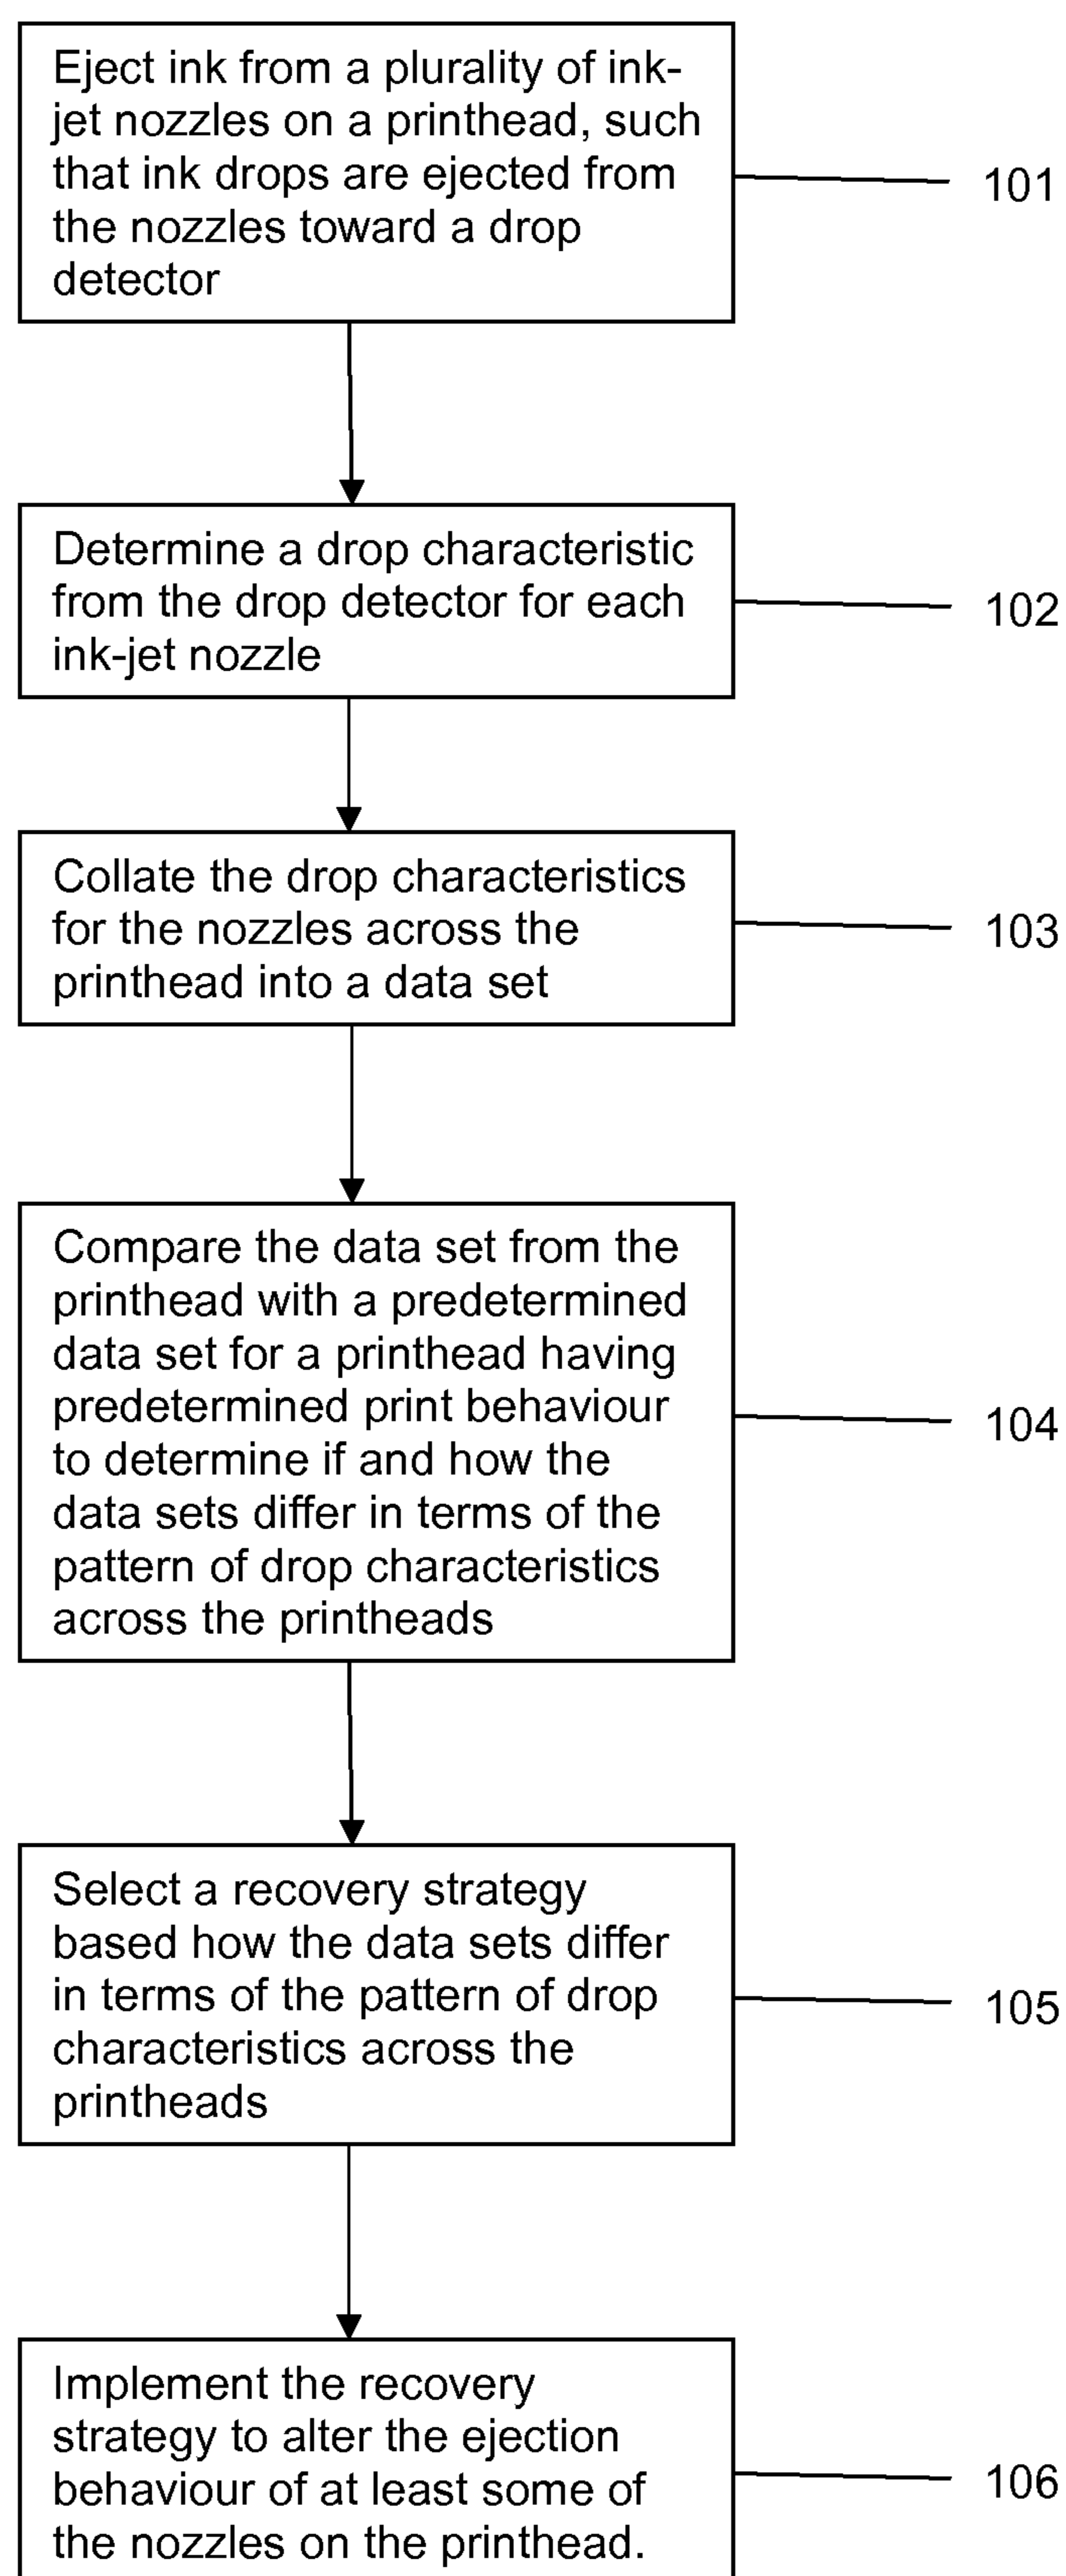 Eject ink from a plurality of ink-
jet nozzles on a printhead, such
that ink drops are ejected from
the nozzles toward a drop
detector
101
Determine a drop characteristic
from the drop detector for each
ink-jet nozzle
102
Collate the drop characteristics
for the nozzles across the
printhead into a data set
103
Compare the data set from the
printhead with a predetermined
data set for a printhead having
predetermined print behaviour
to determine if and how the
data sets differ in terms of the
pattern of drop characteristics
across the printheads
104
Select a recovery strategy
based how the data sets differ
in terms of the pattern of drop
characteristics across the
printheads
105
Implement the recovery
strategy to alter the ejection
behaviour of at least some of
the nozzles on the printhead.
106